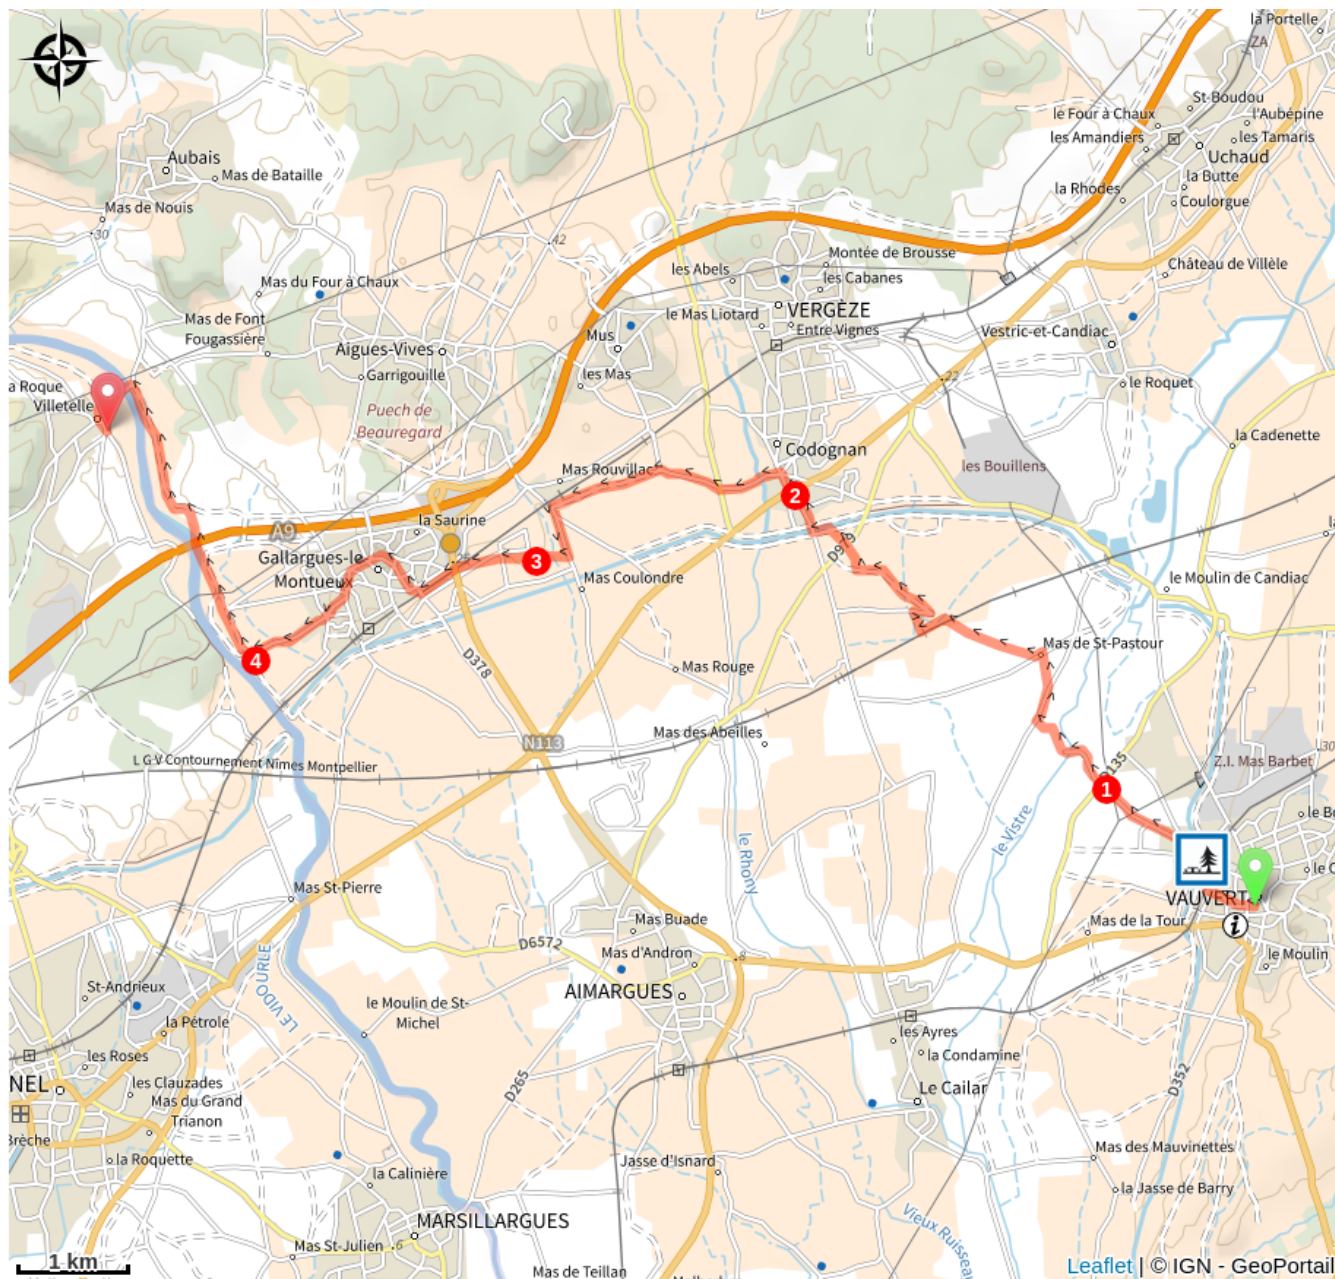 la Portelle
ZA
St-Boudou
le Four à Chaux
l'Aubépine
les Amandiers
les Tamaris
Uchaud
Aubais
Mas de Bataille
la Butte
la Rhodes
Coulorgue
Mas de Nouis
30
42
Montée de Brousse
les Abels
les Cabanes
Château de Villèle
Mas du Four à Chaux
VERGÈZE
le Mas Liotard
Entre Vignes
Mas de Font
Fougassière
Mus
Vestric-et-Candiac
Aigues-Vives
Garrigouille
les Mas
22
le Roquet
a Roque
Villetelle
Puech de
Beauregard
la Cadenette
Codognan
les Bouillens
Mas Rouvillac
2
la Saurine
A9
Gallargues-le-
Montueux
3
Mas Coulondre
le Moulin de Candiac
Mas de St-Pastour
4
D378
Mas Rouge
Mas des Abeilles
N113
L G V Contournement Nîmes Montpellier
Z.I. Mas Barbet
30
1
le Vistre
le Rhony
VAUVERT
Mas St-Pierre
Mas Buade
Mas de la Tour
i
D6572
Mas d'Andron
8
le Moulin
LE VIDOURLE
St-Andrieux
AIMARGUES
le Moulin de St-
Michel
la Pétrole
les Ayres
la Condamine
les Roses
NEL
les Clauzades
Le Cailar
D265
D352
Mas du Grand
Trianon
Brèche
la Roquette
Mas des Mauvinettes
Jasse d'Isnard
la Calinière
la Jasse de Barry
MARSILLARGUES
Vieux Ruisseau
Mas St-Julien
6
1 km
Mas de Teillan
Leaflet | © IGN - GeoPortail